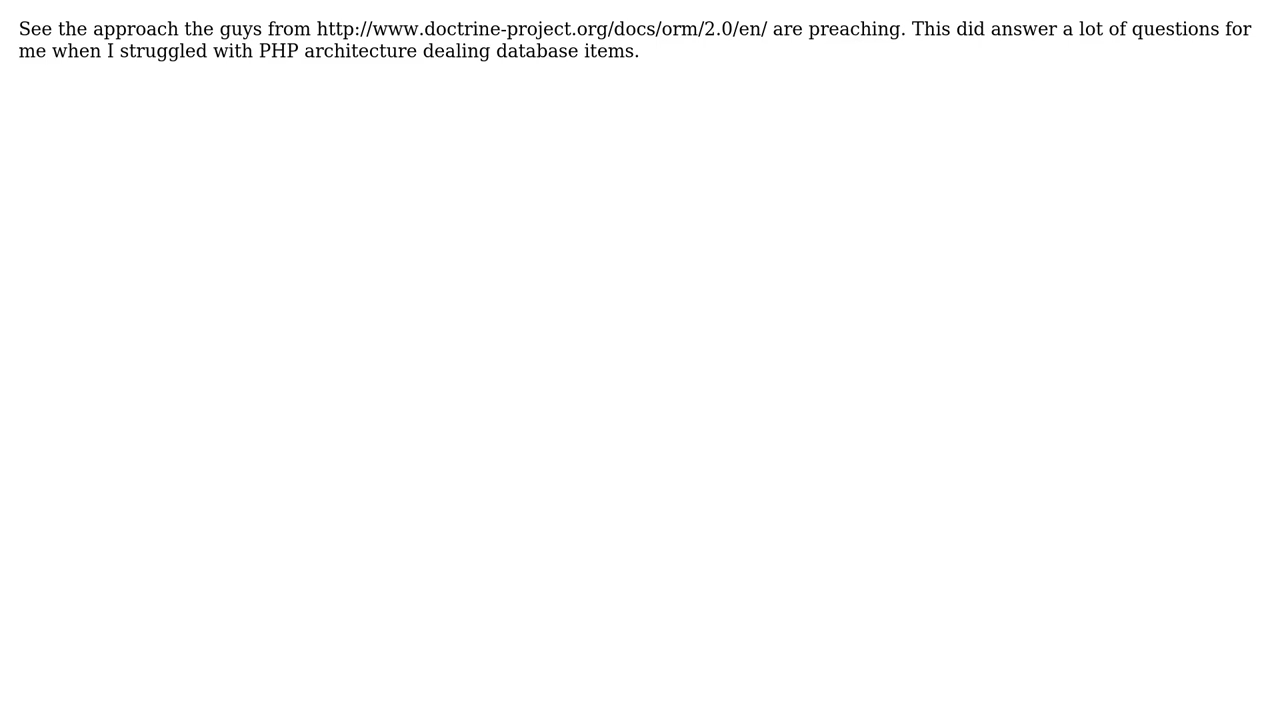 See the approach the guys from http://www.doctrine-project.org/docs/orm/2.0/en/ are preaching. This did answer a lot of questions for
me when I struggled with PHP architecture dealing database items.